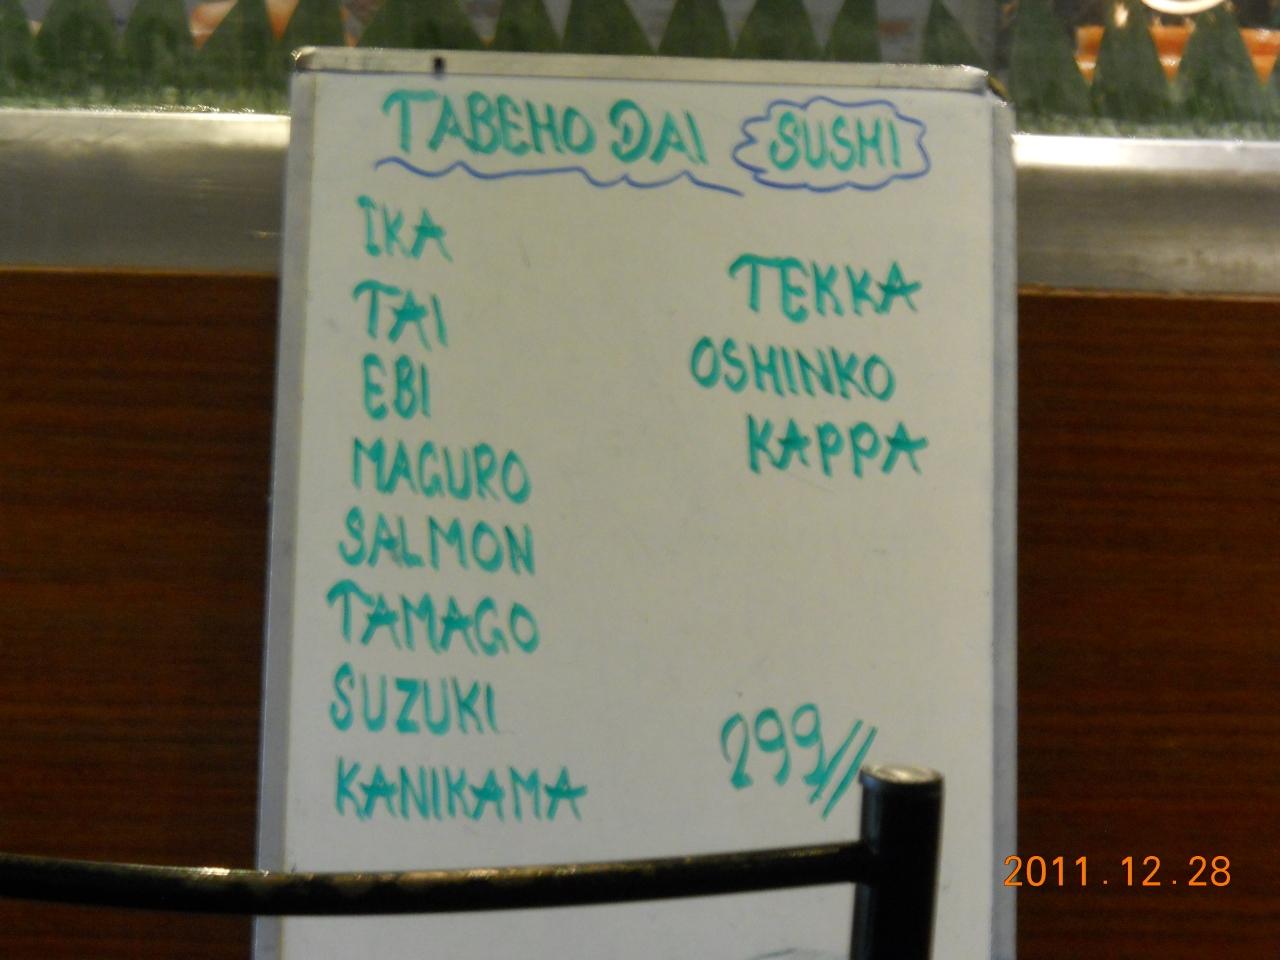 TABEHO DAI SUSHI
IKA
TAI
EBI
MAGURO
SALMON
TAMAGO
SUZUKI
KANIKAMA
TEKKA
OSHINKO
KAPPA
299//
2011.12.28